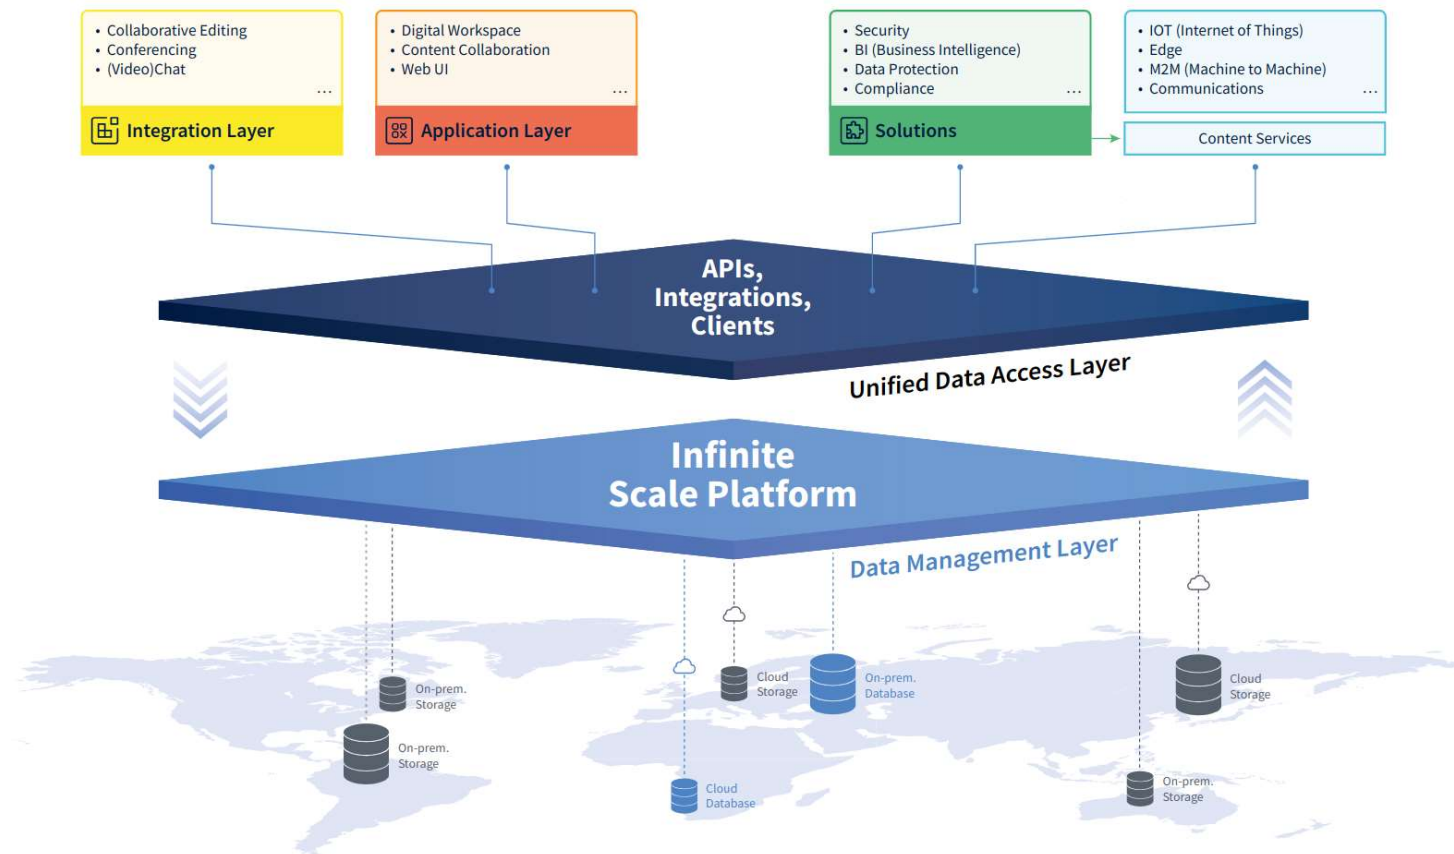 • Collaborative Editing
• Conferencing
• (Video)Chat
...
Integration Layer
• Digital Workspace
• Content Collaboration
• Web UI
...
Application Layer
• Security
• BI (Business Intelligence)
• Data Protection
• Compliance
...
Solutions
• IOT (Internet of Things)
• Edge
• M2M (Machine to Machine)
• Communications
...
Content Services
APIs,
Integrations,
Clients
Unified Data Access Layer
Infinite
Scale Platform
Data Management Layer
On-prem.
Storage
On-prem.
Storage
Cloud
Database
Cloud
Storage
On-prem.
Database
Cloud
Storage
On-prem.
Storage